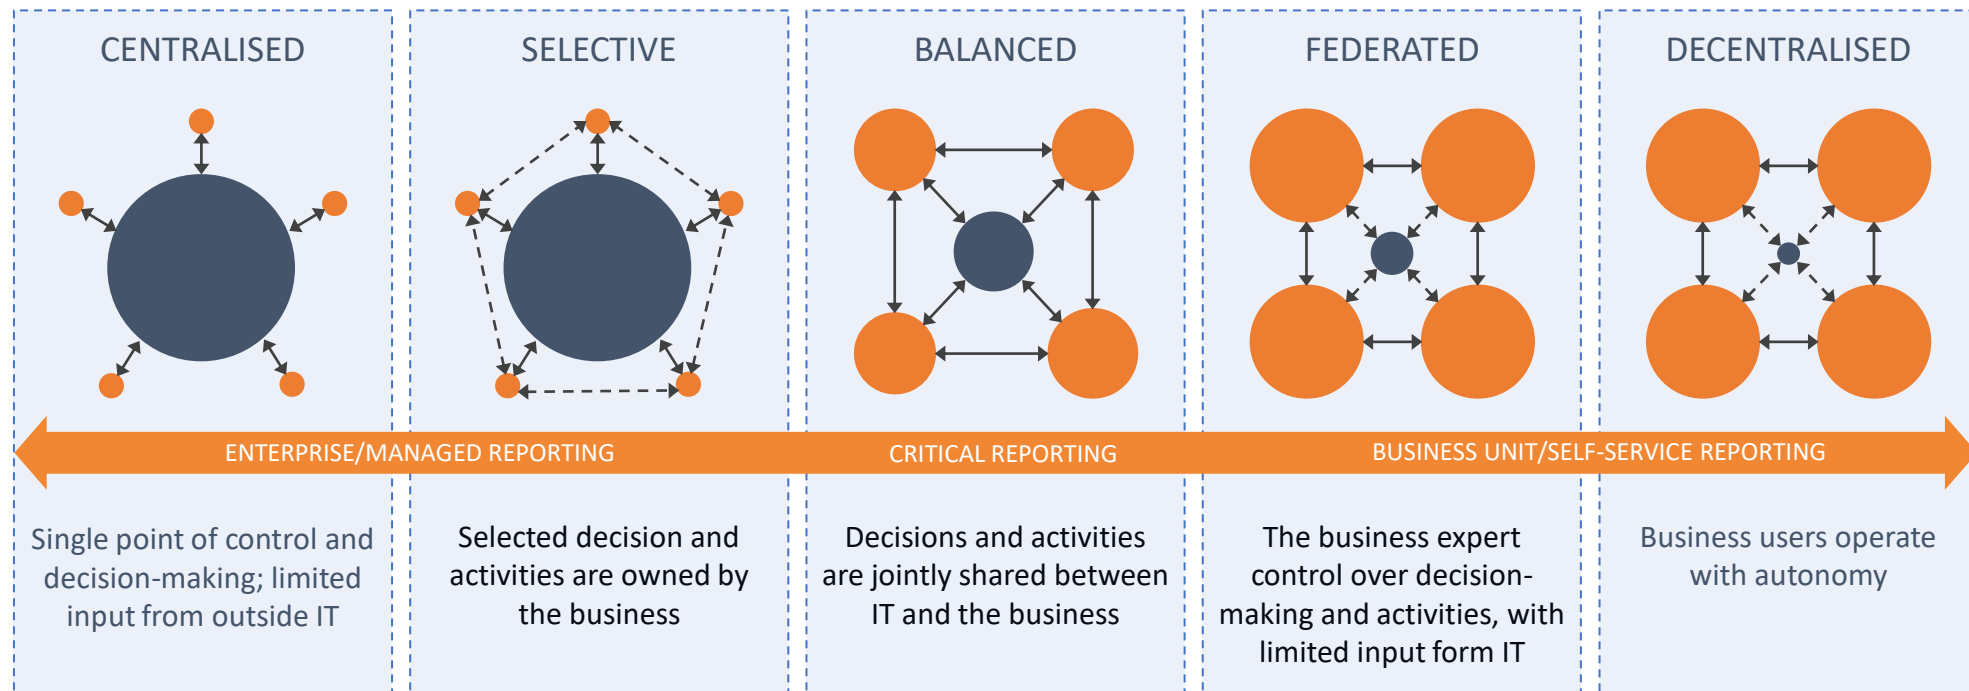 CENTRALISED
SELECTIVE
BALANCED
FEDERATED
DECENTRALISED
ENTERPRISE/MANAGED REPORTING
CRITICAL REPORTING
BUSINESS UNIT/SELF-SERVICE REPORTING
Single point of control and
decision-making; limited
input from outside IT
Selected decision and
activities are owned by
the business
Decisions and activities
are jointly shared between
IT and the business
The business expert
control over decision-
making and activities, with
limited input form IT
Business users operate
with autonomy